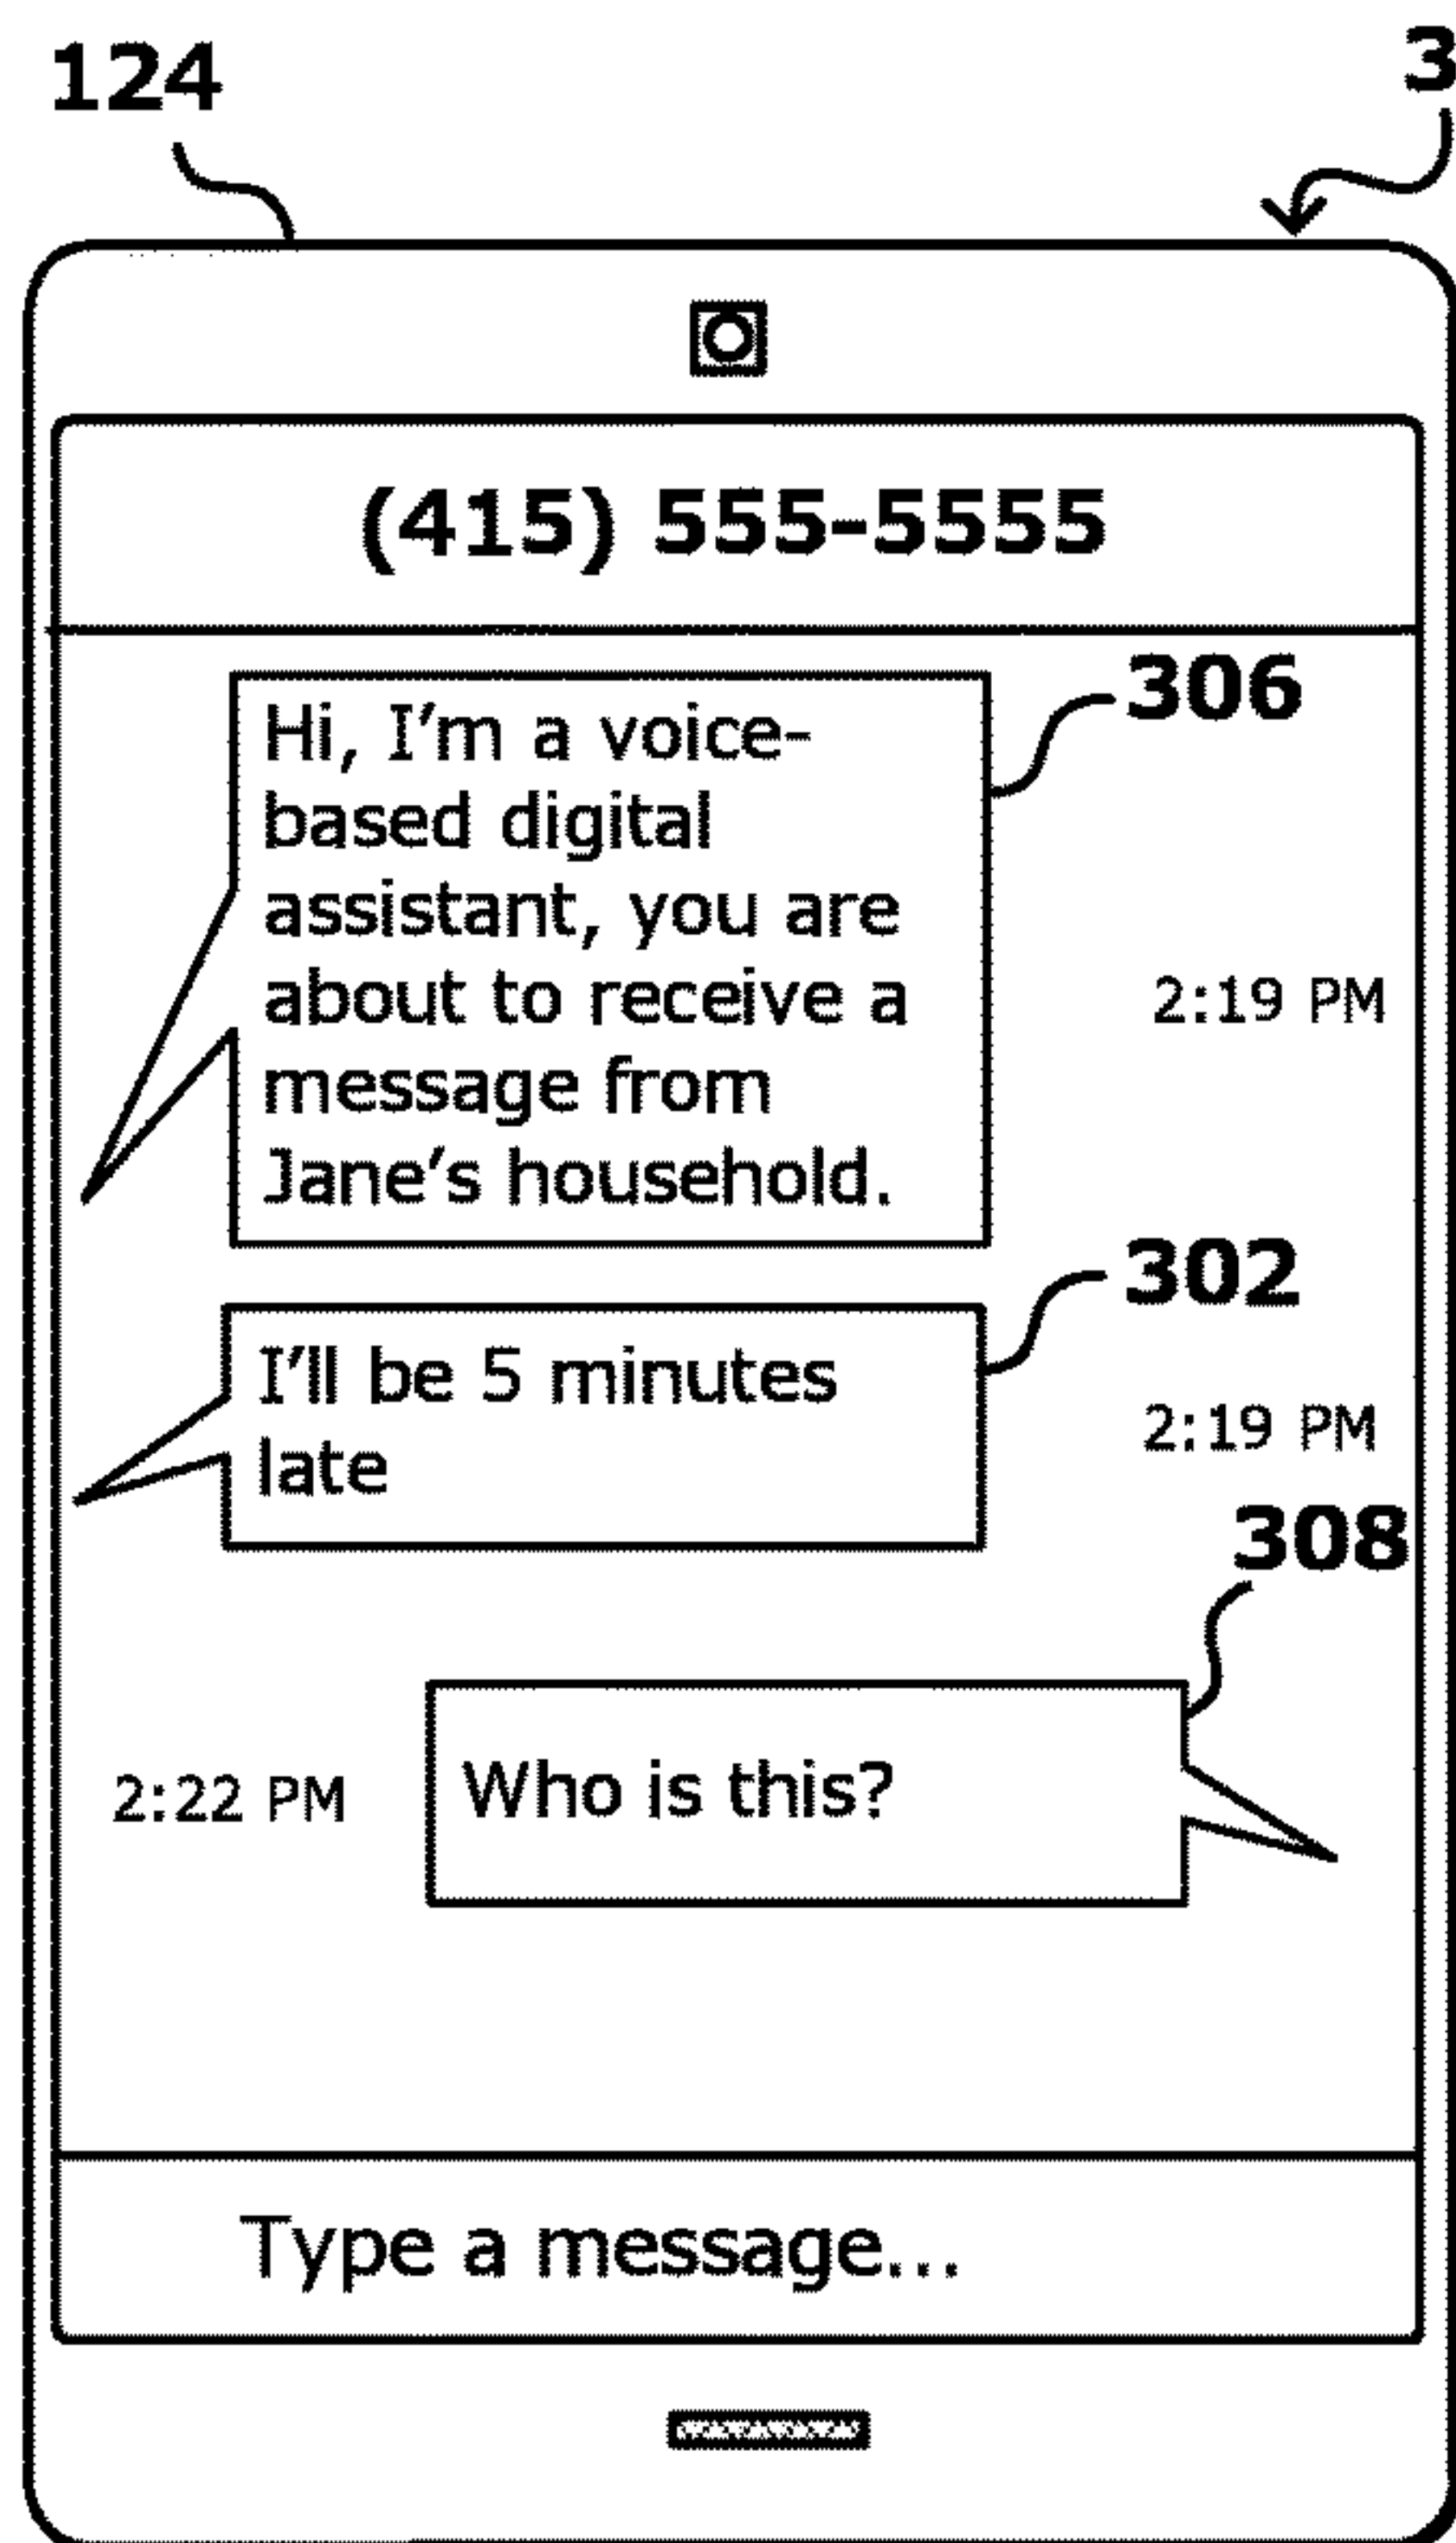 124
3
(415) 555-5555
306
Hi, I'm a voice-
based digital
assistant, you are
about to receive a
message from
Jane's household.
2:19 PM
302
I'll be 5 minutes
late
2:19 PM
308
2:22 PM
Who is this?
Type a message...